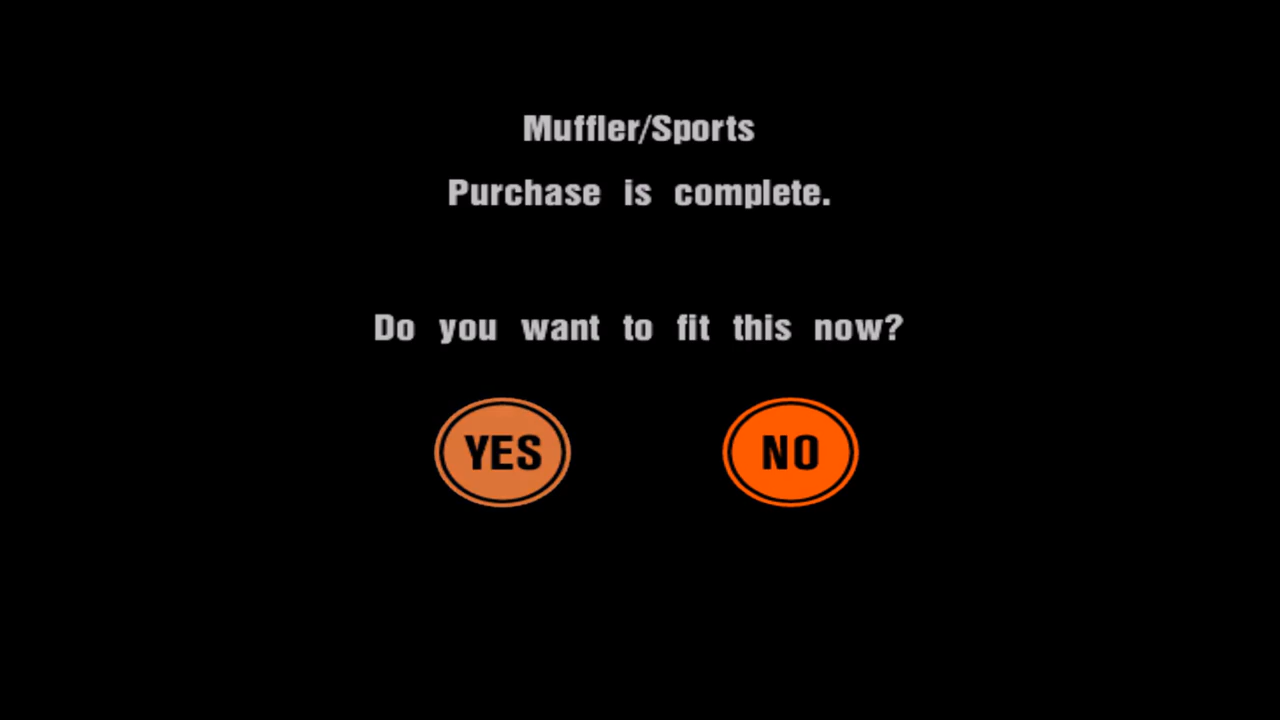 Muffler/Sports
Purchase is complete.
Do you want to fit this now?
YES NO